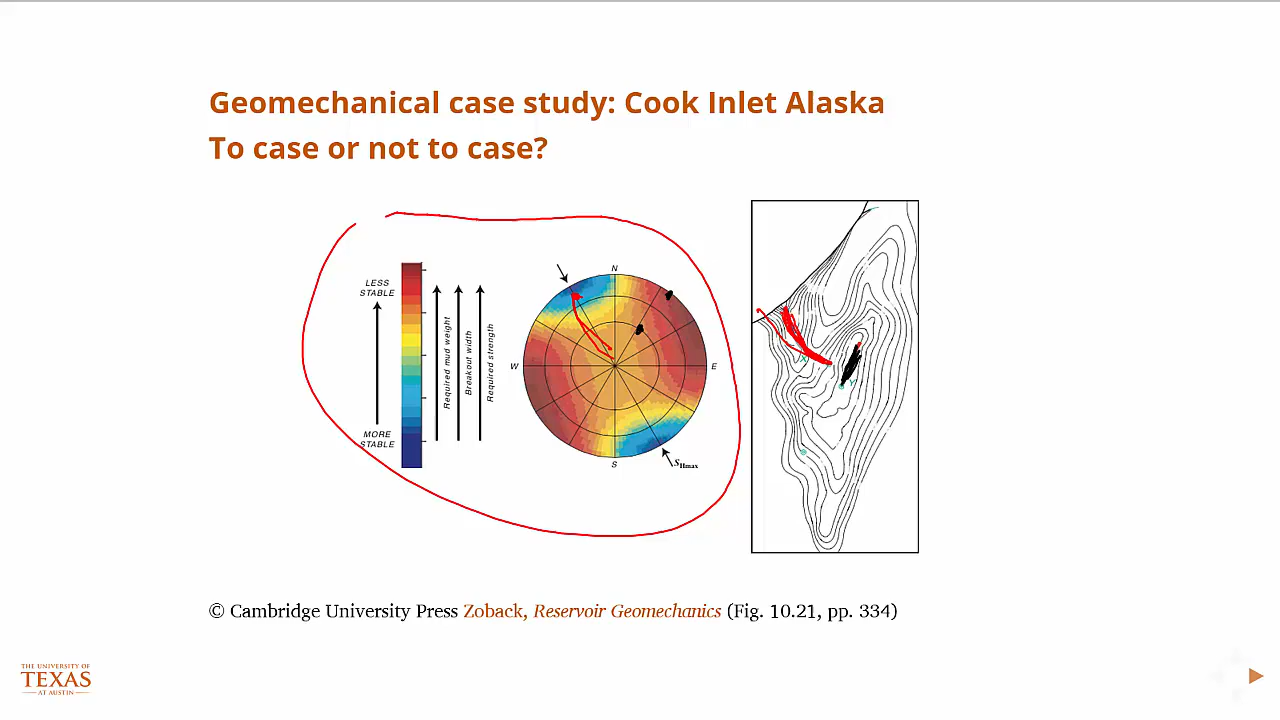 Geomechanical case study: Cook Inlet Alaska
To case or not to case?
LESS
STABLE
MORE
STABLE
Required mud weight
Breakout width
Required strength
N
W
E
S
SHmax
X
Y
© Cambridge University Press Zoback, Reservoir Geomechanics (Fig. 10.21, pp. 334)
THE UNIVERSITY OF
TEXAS
AT AUSTIN